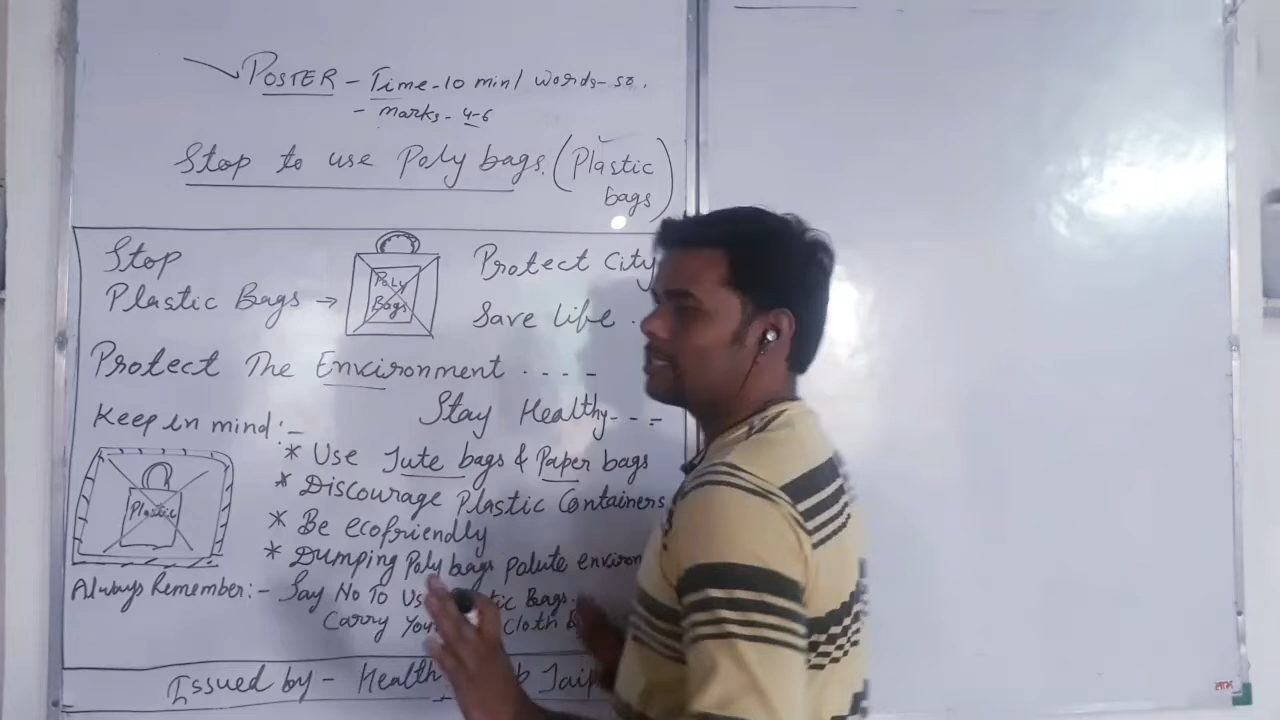 POSTER - Time - 10 min / words - 50.
- marks - 4-6
Stop to use Poly bags. (Plastic bags)
Stop
Plastic Bags →
Poly
Bags
Protect City
Save life.
Protect The Environment - - - -
Stay Healthy - - -
Keep in mind :-
* Use Jute bags & Paper bags
* Discourage Plastic Containers
* Be ecofriendly
* Dumping Poly bags palute environ
Plastic
Always Remember :- Say No To Bags.
Carry Cloth
Issued by - Health